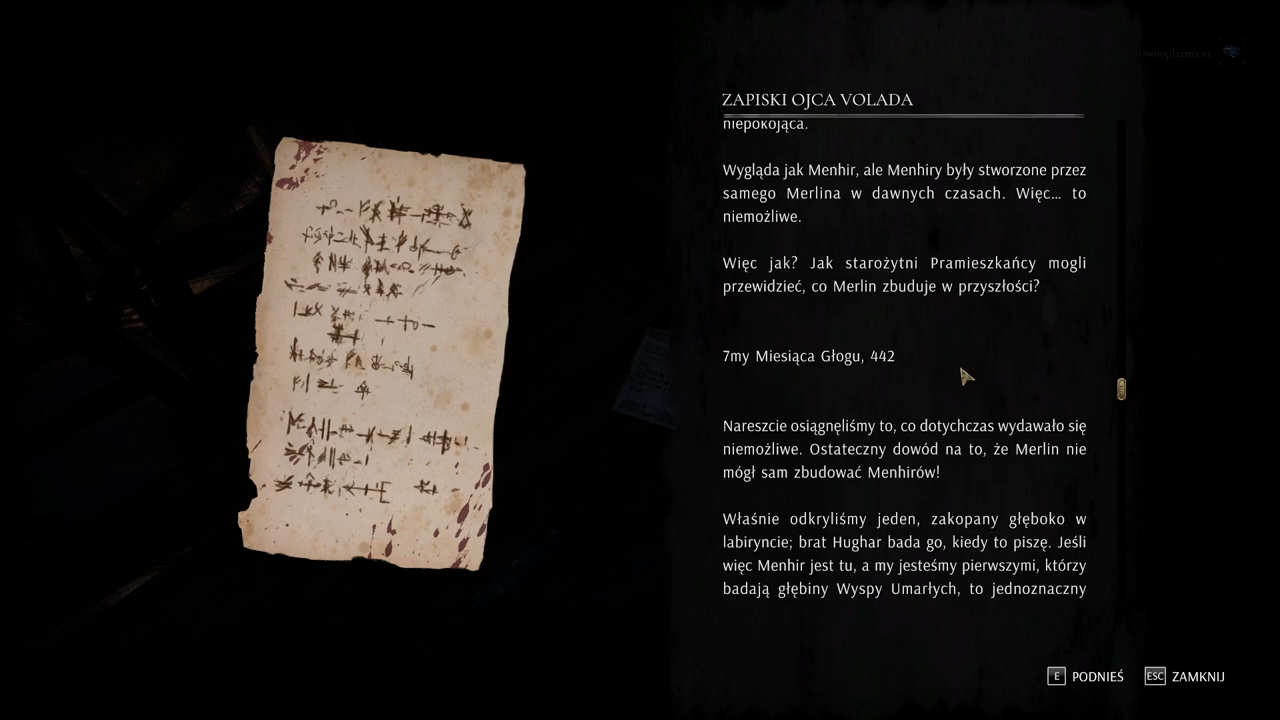 ZAPISKI OJCA VOLADA
niepokojąca.
Wygląda jak Menhir, ale Menhiry były stworzone przez
samego Merlina w dawnych czasach. Więc... to
niemożliwe.
Więc jak? Jak starożytni Pramieszkańcy mogli
przewidzieć, co Merlin zbuduje w przyszłości?
7my Miesiąca Głogu, 442
Nareszcie osiągnęliśmy to, co dotychczas wydawało się
niemożliwe. Ostateczny dowód na to, że Merlin nie
mógł sam zbudować Menhirów!
Właśnie odkryliśmy jeden, zakopany głęboko w
labiryncie; brat Hughar bada go, kiedy to piszę. Jeśli
więc Menhir jest tu, a my jesteśmy pierwszymi, którzy
badają głębiny Wyspy Umarłych, to jednoznaczny
E PODNIEŚ ESC ZAMKNIJ